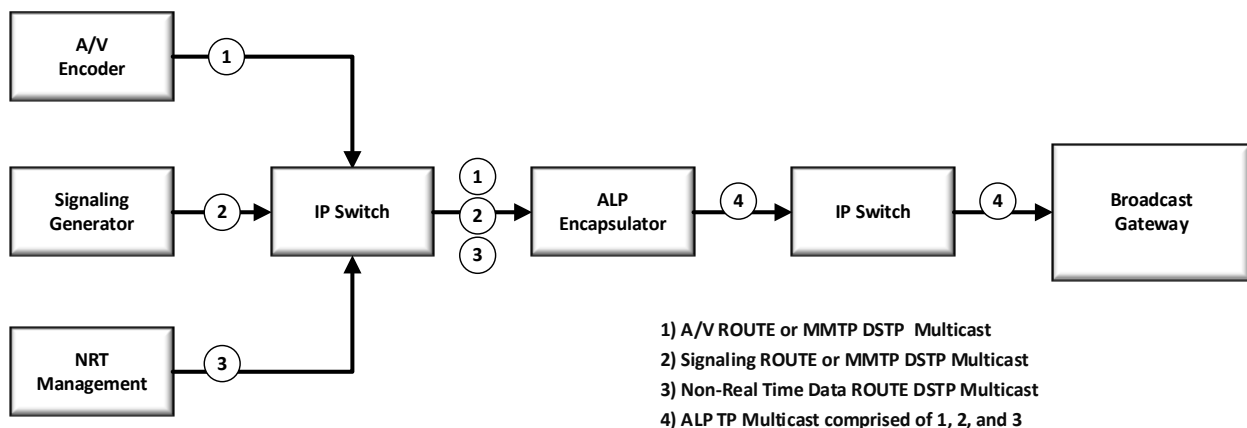 A/V
Encoder
1
Signaling
Generator
2
IP Switch
1
2
3
ALP
Encapsulator
4
IP Switch
4
Broadcast
Gateway
NRT
Management
3
1) A/V ROUTE or MMTP DSTP Multicast
2) Signaling ROUTE or MMTP DSTP Multicast
3) Non-Real Time Data ROUTE DSTP Multicast
4) ALP TP Multicast comprised of 1, 2, and 3